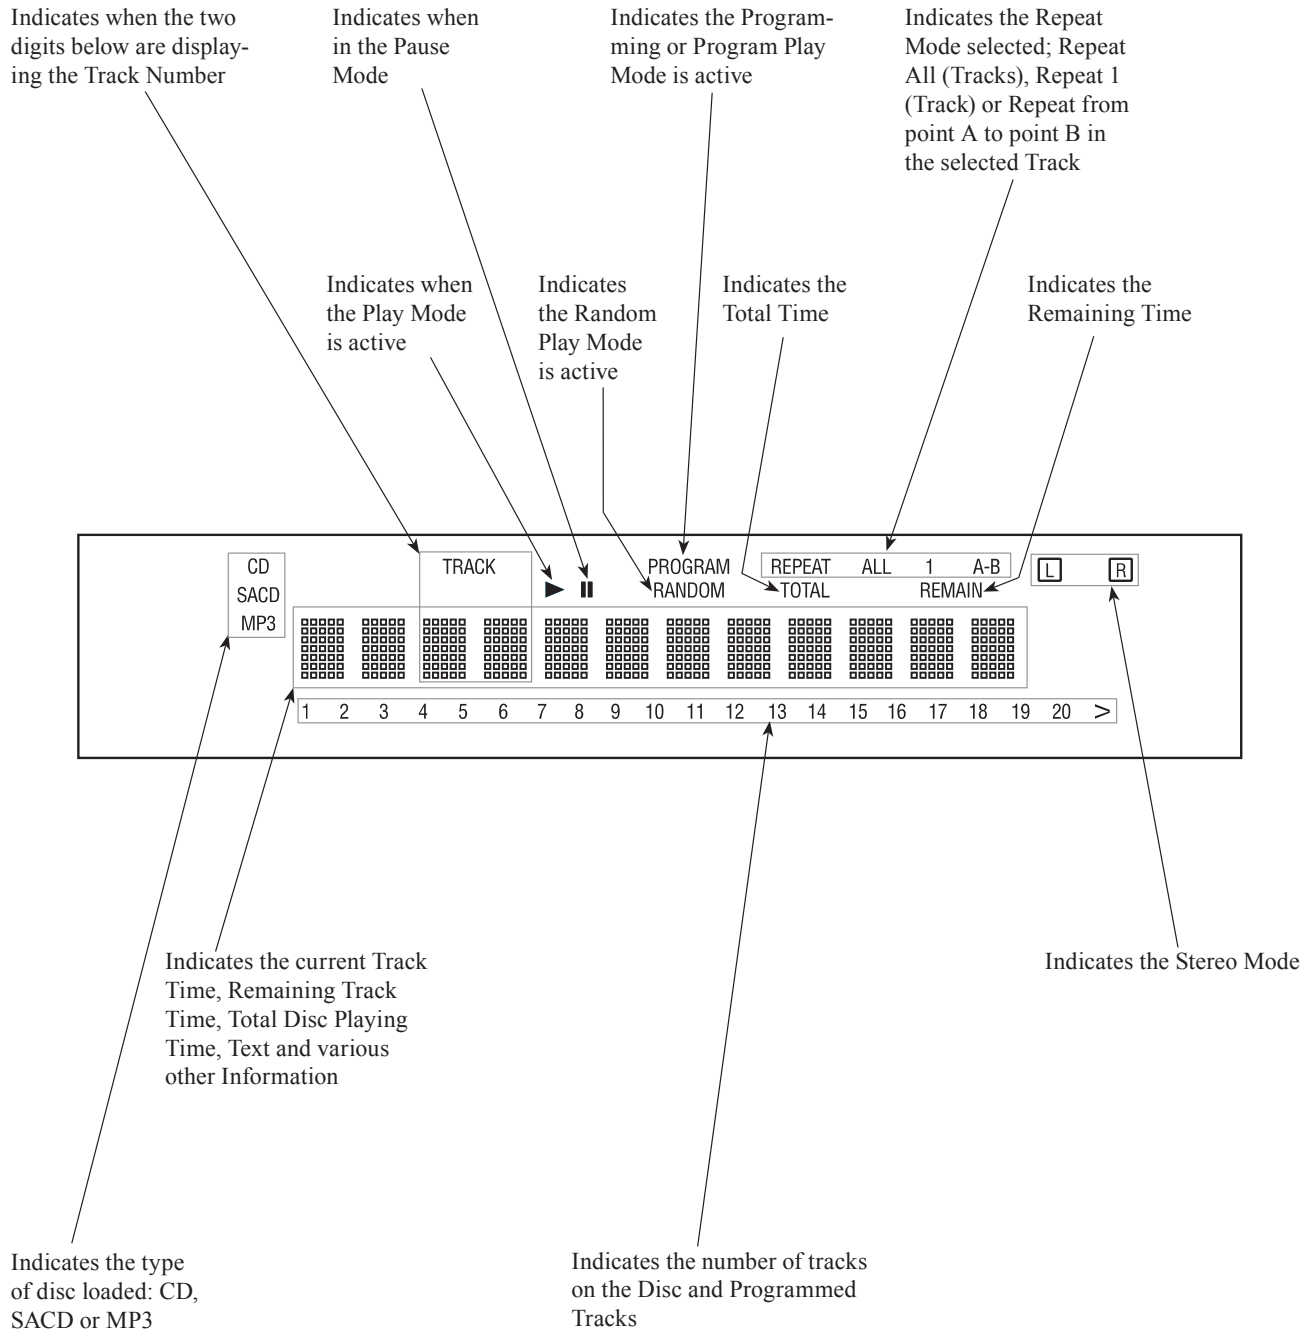 Indicates when the two
digits below are display-
ing the Track Number
Indicates when
in the Pause
Mode
Indicates the Program-
ming or Program Play
Mode is active
Indicates the Repeat
Mode selected; Repeat
All (Tracks), Repeat 1
(Track) or Repeat from
point A to point B in
the selected Track
Indicates when
the Play Mode
is active
Indicates
the Random
Play Mode
is active
Indicates the
Total Time
Indicates the
Remaining Time
CD
SACD
MP3
TRACK
PROGRAM
RANDOM
REPEAT ALL 1 A-B
TOTAL
REMAIN
L R
1 2 3 4 5 6 7 8 9 10 11 12 13 14 15 16 17 18 19 20 >
Indicates the current Track
Time, Remaining Track
Time, Total Disc Playing
Time, Text and various
other Information
Indicates the Stereo Mode
Indicates the type
of disc loaded: CD,
SACD or MP3
Indicates the number of tracks
on the Disc and Programmed
Tracks